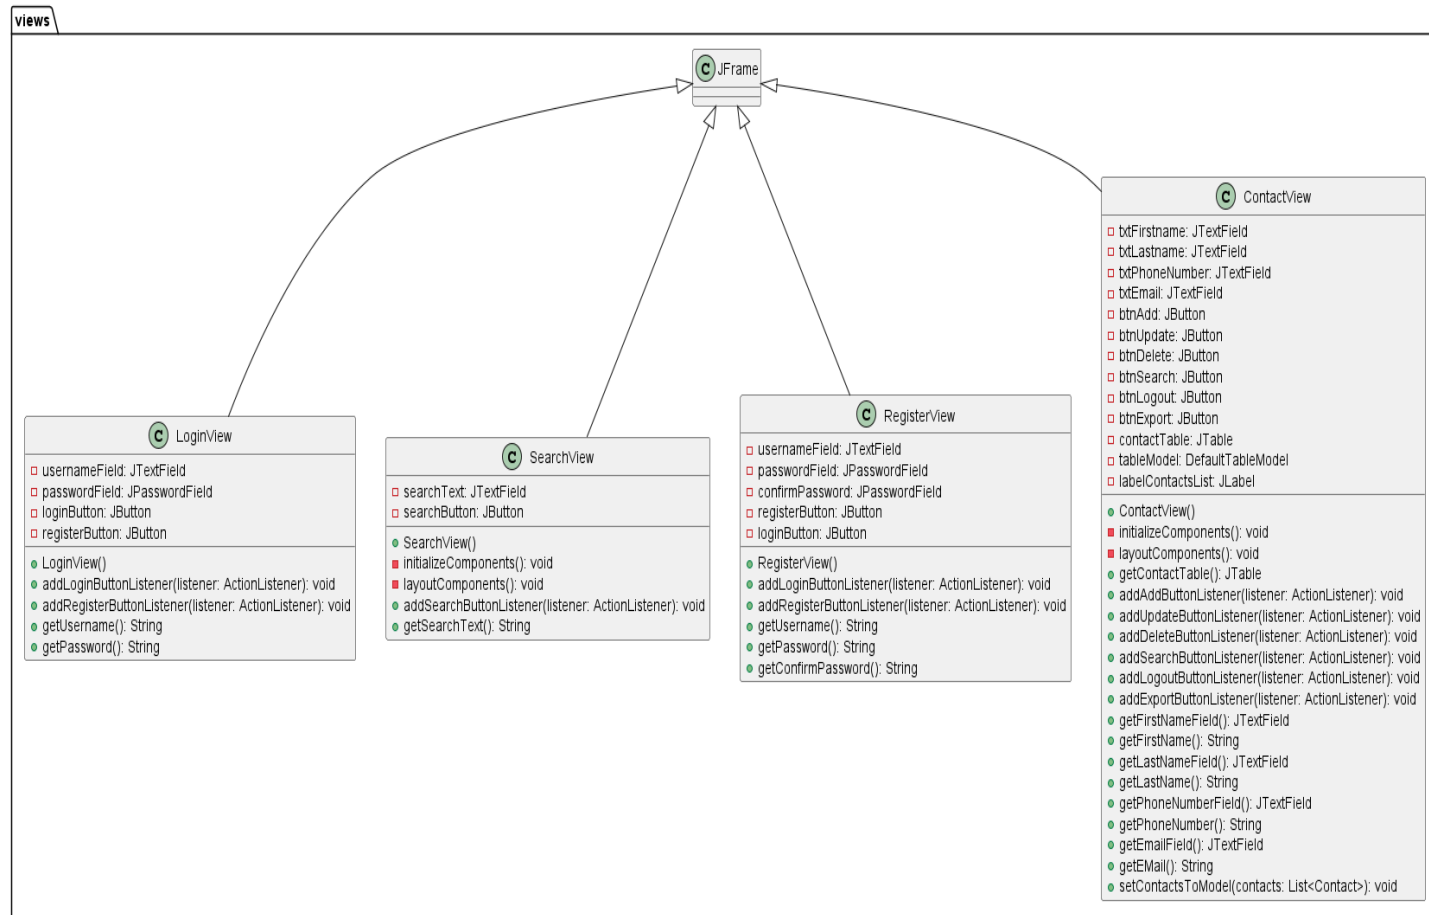 views
C JFrame
C LoginView
usernameField: JTextField
passwordField: JPasswordField
loginButton: JButton
registerButton: JButton
LoginView()
addLoginButtonListener(listener: ActionListener): void
addRegisterButtonListener(listener: ActionListener): void
getUsername(): String
getPassword(): String
C SearchView
searchText: JTextField
searchButton: JButton
SearchView()
initializeComponents(): void
layoutComponents(): void
addSearchButtonListener(listener: ActionListener): void
getSearchText(): String
C RegisterView
usernameField: JTextField
passwordField: JPasswordField
confirmPassword: JPasswordField
registerButton: JButton
loginButton: JButton
RegisterView()
addLoginButtonListener(listener: ActionListener): void
addRegisterButtonListener(listener: ActionListener): void
getUsername(): String
getPassword(): String
getConfirmPassword(): String
C ContactView
txtFirstname: JTextField
txtLastname: JTextField
txtPhoneNumber: JTextField
txtEmail: JTextField
btnAdd: JButton
btnUpdate: JButton
btnDelete: JButton
btnSearch: JButton
btnLogout: JButton
btnExport: JButton
contactTable: JTable
tableModel: DefaultTableModel
labelContactsList: JLabel
ContactView()
initializeComponents(): void
layoutComponents(): void
getContactTable(): JTable
addAddButtonListener(listener: ActionListener): void
addUpdateButtonListener(listener: ActionListener): void
addDeleteButtonListener(listener: ActionListener): void
addSearchButtonListener(listener: ActionListener): void
addLogoutButtonListener(listener: ActionListener): void
addExportButtonListener(listener: ActionListener): void
getFirstNameField(): JTextField
getFirstName(): String
getLastNameField(): JTextField
getLastName(): String
getPhoneNumberField(): JTextField
getPhoneNumber(): String
getEmailField(): JTextField
getEMail(): String
setContactsToModel(contacts: List<Contact>): void